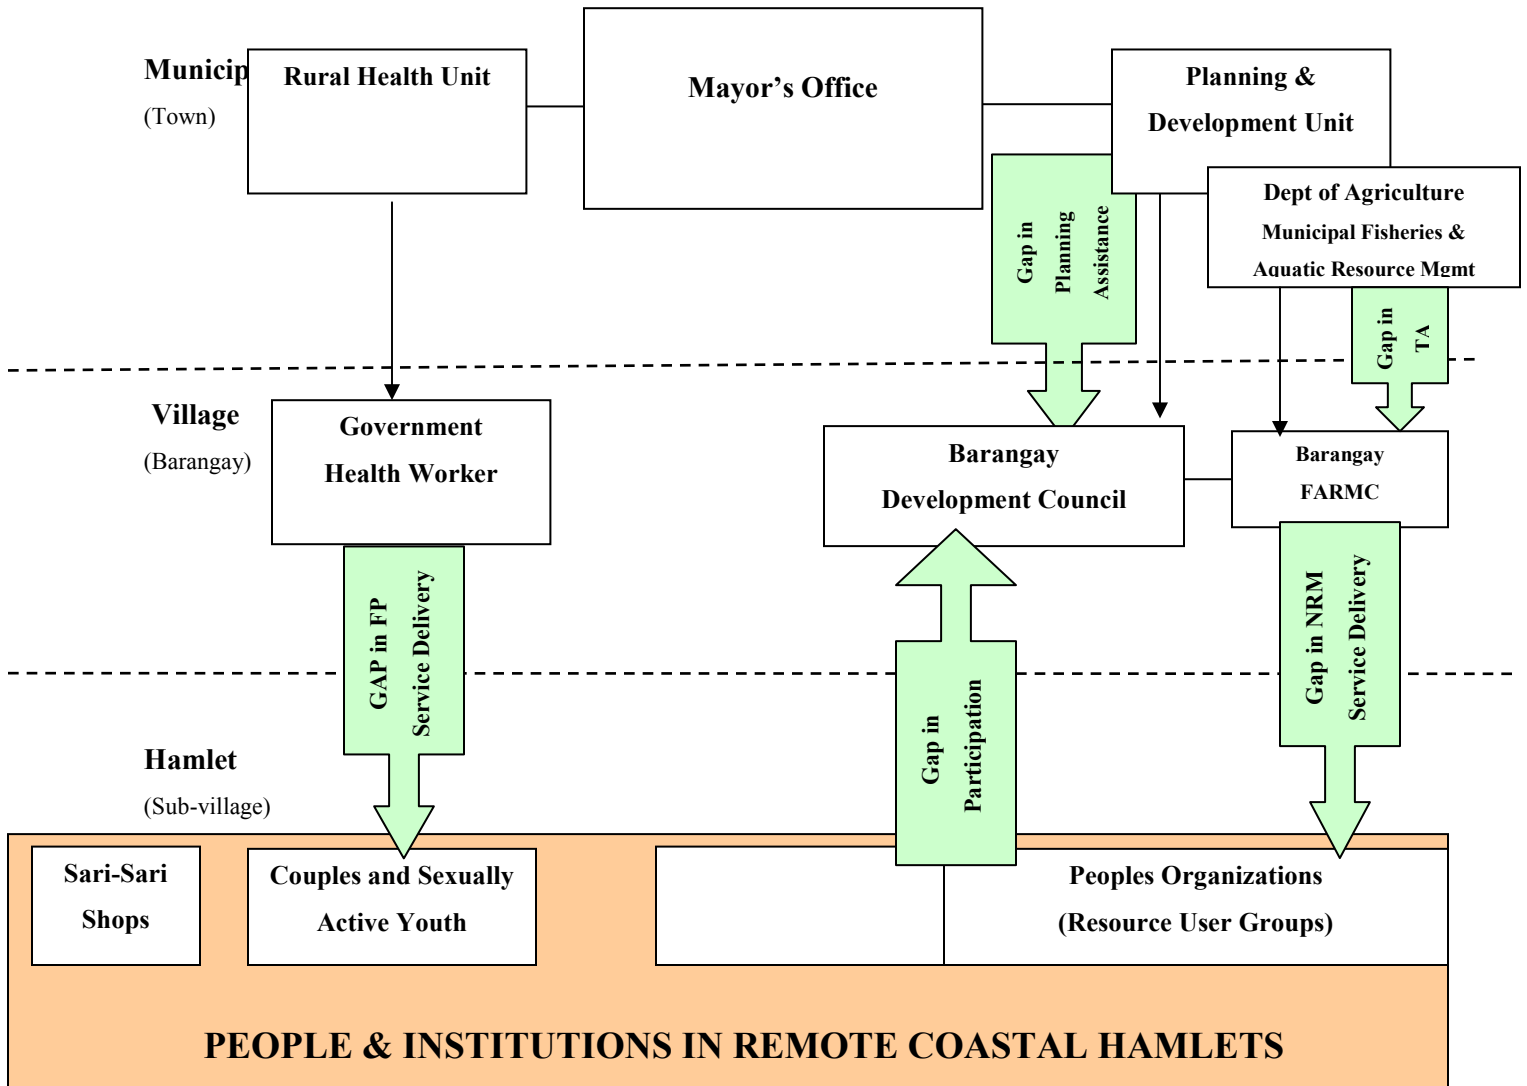 Municip
(Town)
Rural Health Unit
Mayor’s Office
Planning &
Development Unit
Dept of Agriculture
Municipal Fisheries &
Aquatic Resource Mgmt
Gap in
Planning
Assistance
Gap in
TA
Village
(Barangay)
Government
Health Worker
Barangay
Development Council
Barangay
FARMC
GAP in FP
Service Delivery
Gap in
Participation
Gap in NRM
Service Delivery
Hamlet
(Sub-village)
Sari-Sari
Shops
Couples and Sexually
Active Youth
Peoples Organizations
(Resource User Groups)
PEOPLE & INSTITUTIONS IN REMOTE COASTAL HAMLETS